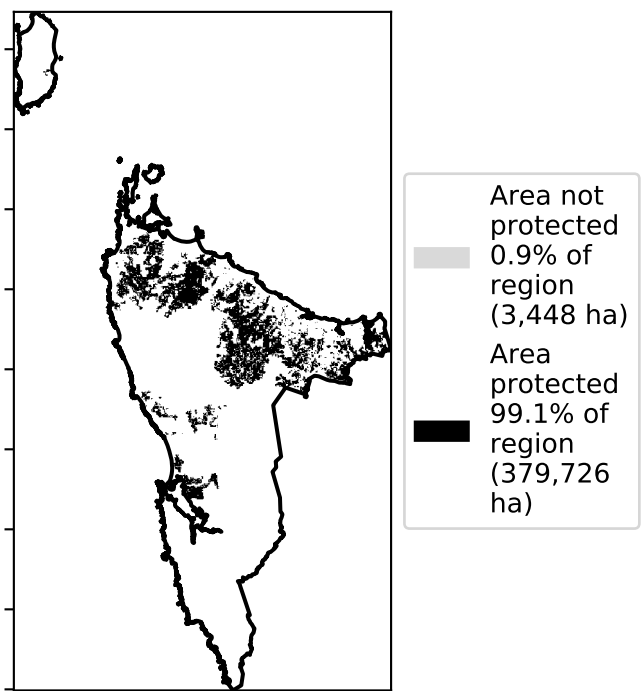 Area not
protected
0.9% of
region
(3,448 ha)
Area
protected
99.1% of
region
(379,726
ha)